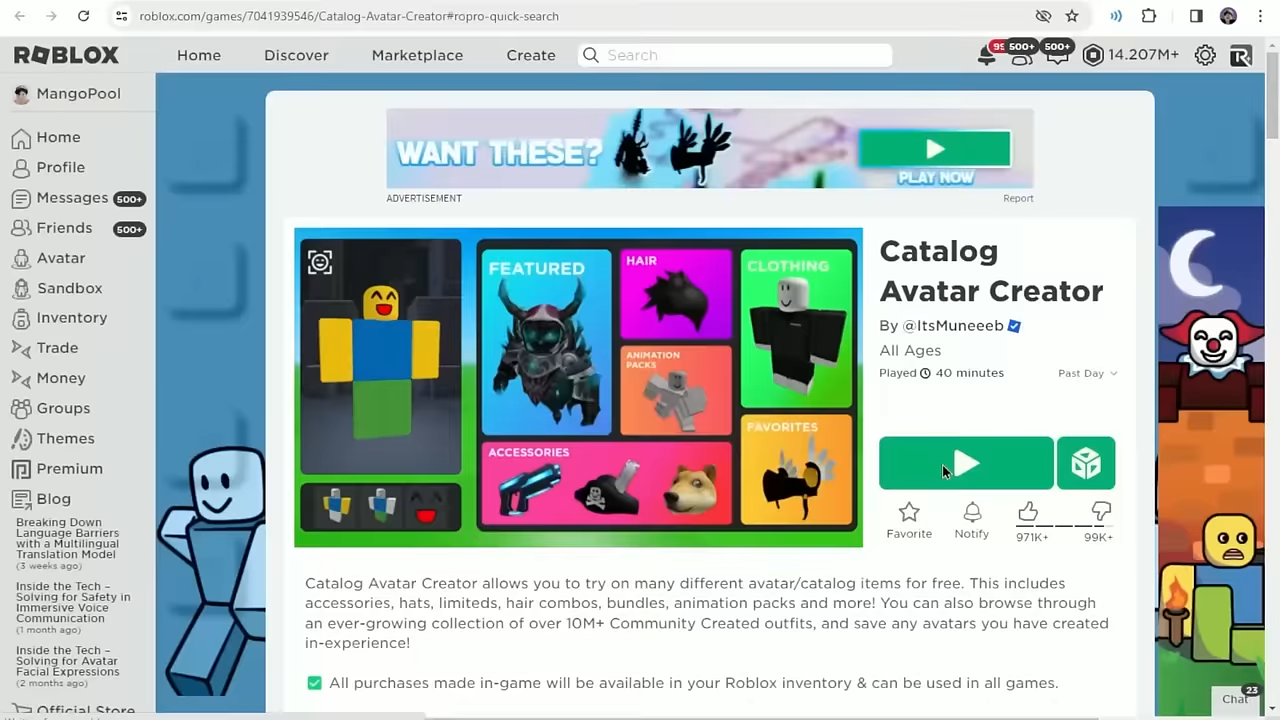 roblox.com/games/7041939546/Catalog-Avatar-Creator#ropro-quick-search
ROBLOX
Home
Discover
Marketplace
Create
Search
500+
500+
14.207M+
MangoPool
Home
Profile
Messages 500+
Friends 500+
Avatar
Sandbox
Inventory
Trade
Money
Groups
Themes
Premium
Blog
Breaking Down
Language Barriers
with a Multilingual
Translation Model
(3 weeks ago)
Inside the Tech -
Solving for Safety in
Immersive Voice
Communication
(1 month ago)
Inside the Tech –
Solving for Avatar
Facial Expressions
(2 months ago)
Official Store
WANT THESE?
PLAY NOW
ADVERTISEMENT
Report
FEATURED
HAIR
CLOTHING
ANIMATION
PACKS
ACCESSORIES
FAVORITES
Catalog
Avatar Creator
By @ItsMuneeeb
All Ages
Played 40 minutes
Past Day
Favorite
Notify
971K+
99K+
Catalog Avatar Creator allows you to try on many different avatar/catalog items for free. This includes
accessories, hats, limiteds, hair combos, bundles, animation packs and more! You can also browse through
an ever-growing collection of over 10M+ Community Created outfits, and save any avatars you have created
in-experience!
All purchases made in-game will be available in your Roblox inventory & can be used in all games.
Chat
23